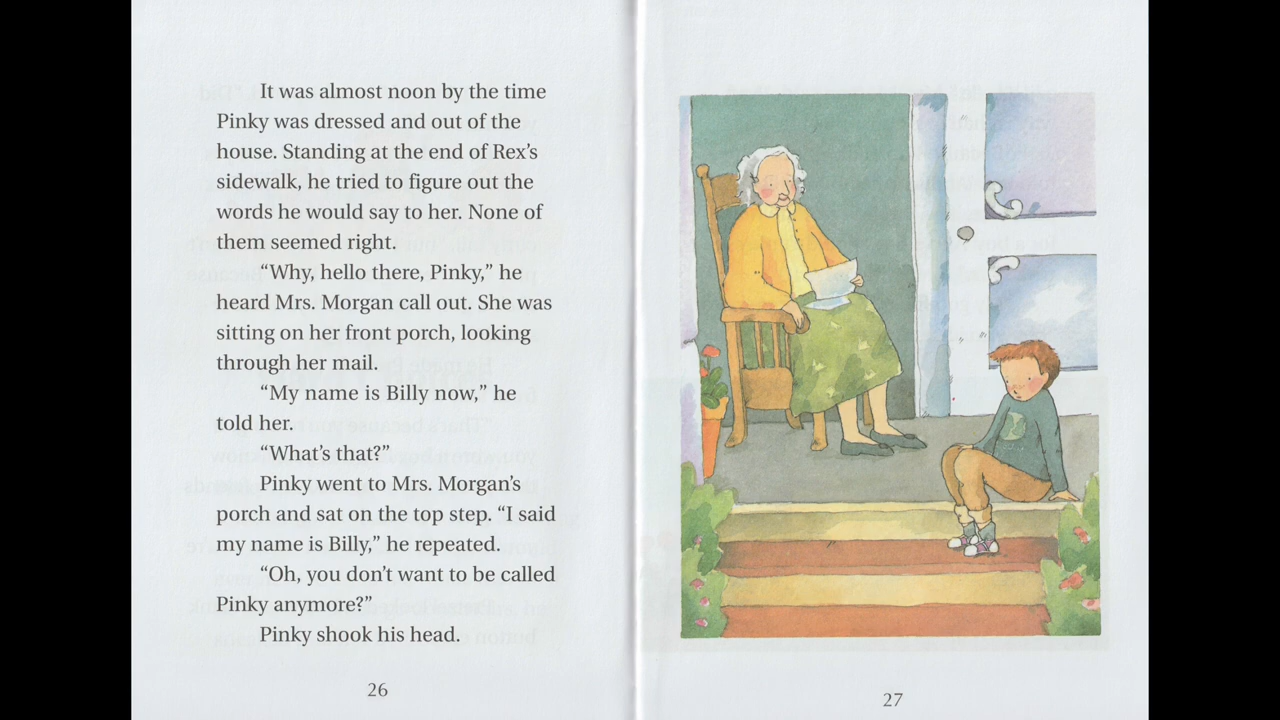 It was almost noon by the time
Pinky was dressed and out of the
house. Standing at the end of Rex’s
sidewalk, he tried to figure out the
words he would say to her. None of
them seemed right.
“Why, hello there, Pinky,” he
heard Mrs. Morgan call out. She was
sitting on her front porch, looking
through her mail.
“My name is Billy now,” he
told her.
“What’s that?”
Pinky went to Mrs. Morgan’s
porch and sat on the top step. “I said
my name is Billy,” he repeated.
“Oh, you don’t want to be called
Pinky anymore?”
Pinky shook his head.
26
27